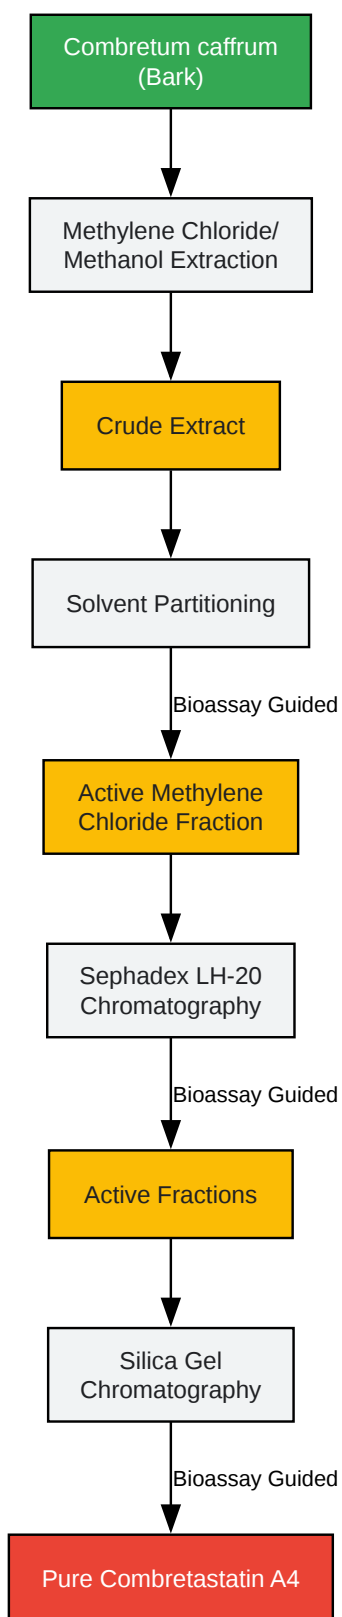 Combretum caffrum
(Bark)
Methylene Chloride/
Methanol Extraction
Crude Extract
Solvent Partitioning
Bioassay Guided
Active Methylene
Chloride Fraction
Sephadex LH-20
Chromatography
Bioassay Guided
Active Fractions
Silica Gel
Chromatography
Bioassay Guided
Pure Combretastatin A4